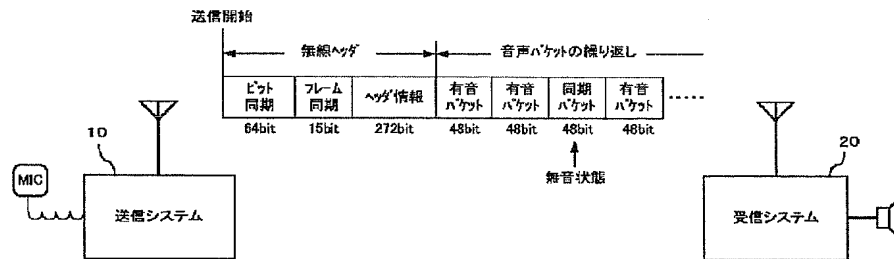 送信開始
無線ヘッダ
音声パケットの繰り返し
ビット
同期
フレーム
同期
ヘッダ情報
有音
パケット
有音
パケット
同期
パケット
有音
パケット
64bit
15bit
272bit
48bit
48bit
48bit
48bit
無音状態
10
MIC
送信システム
20
受信システム